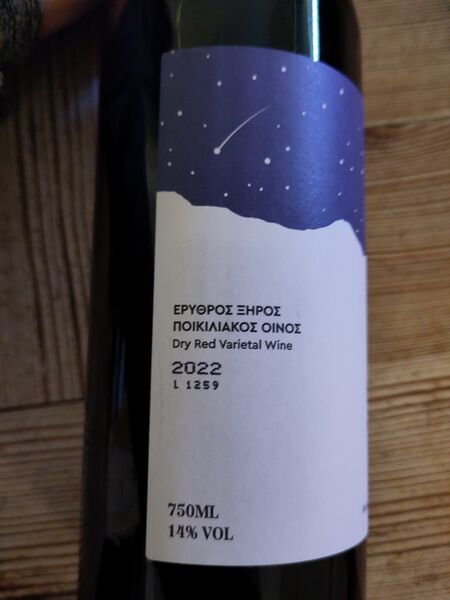 ΕΡΥΘΡΟΣ ΞΗΡΟΣ
ΠΟΙΚΙΛΙΑΚΟΣ ΟΙΝΟΣ
Dry Red Varietal Wine
2022
L 1259
750ML
14% VOL